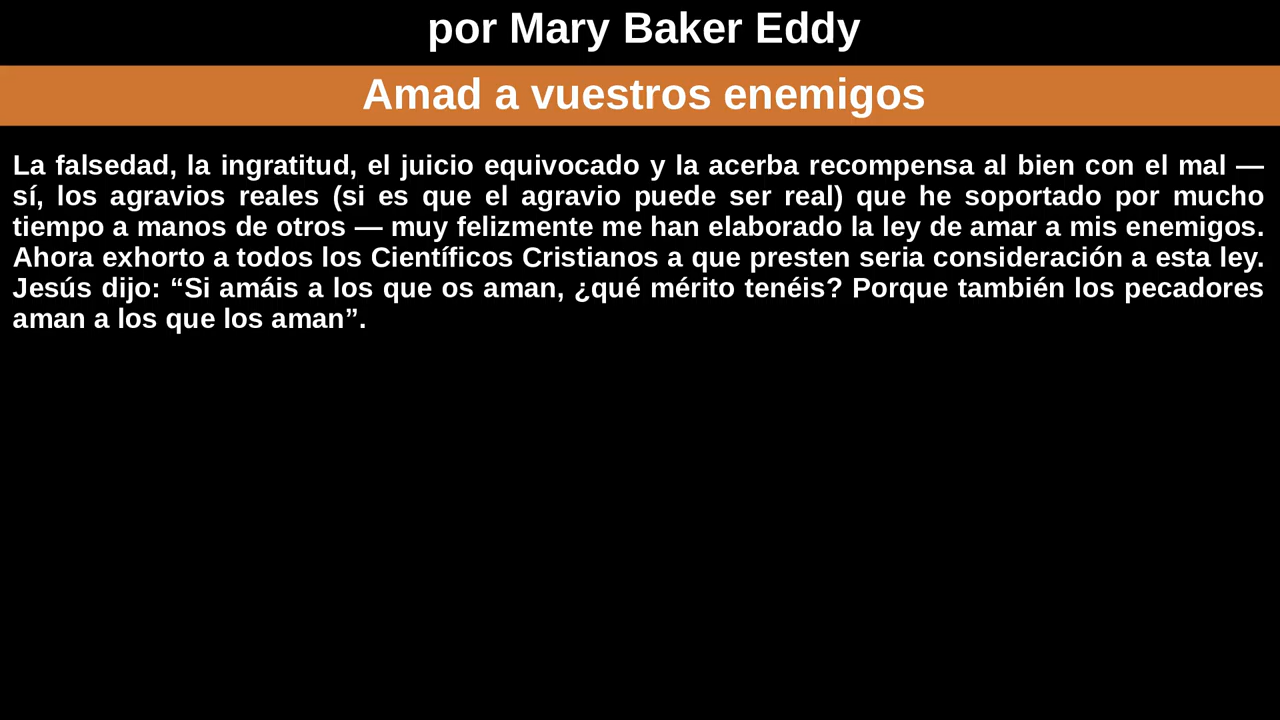 por Mary Baker Eddy
Amad a vuestros enemigos
La falsedad, la ingratitud, el juicio equivocado y la acerba recompensa al bien con el mal —
sí, los agravios reales (si es que el agravio puede ser real) que he soportado por mucho
tiempo a manos de otros — muy felizmente me han elaborado la ley de amar a mis enemigos.
Ahora exhorto a todos los Científicos Cristianos a que presten seria consideración a esta ley.
Jesús dijo: “Si amáis a los que os aman, ¿qué mérito tenéis? Porque también los pecadores
aman a los que los aman”.